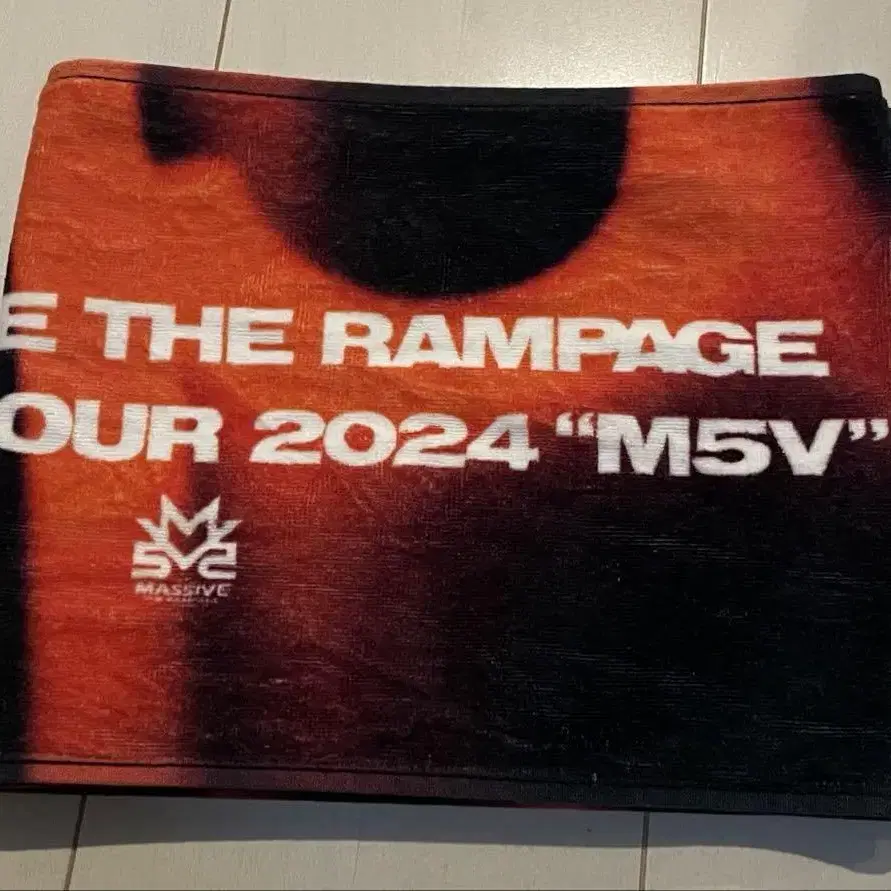 E THE RAMPAGE
OUR 2024 “M5V”
MASSIVE